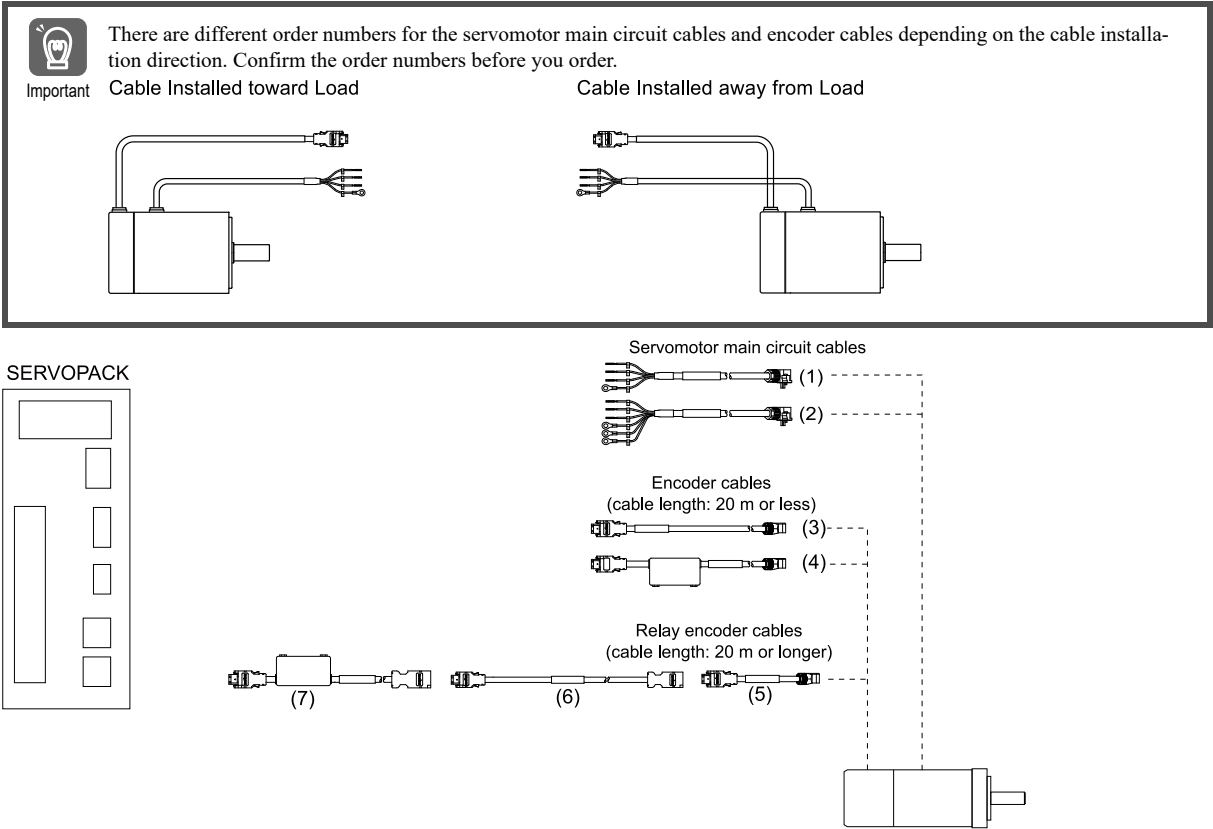 There are different order numbers for the servomotor main circuit cables and encoder cables depending on the cable installa-
tion direction. Confirm the order numbers before you order.
Important
Cable Installed toward Load
Cable Installed away from Load
Servomotor main circuit cables
SERVOPACK
(1)
(2)
Encoder cables
(cable length: 20 m or less)
(3)
(4)
Relay encoder cables
(cable length: 20 m or longer)
(7)
(6)
(5)